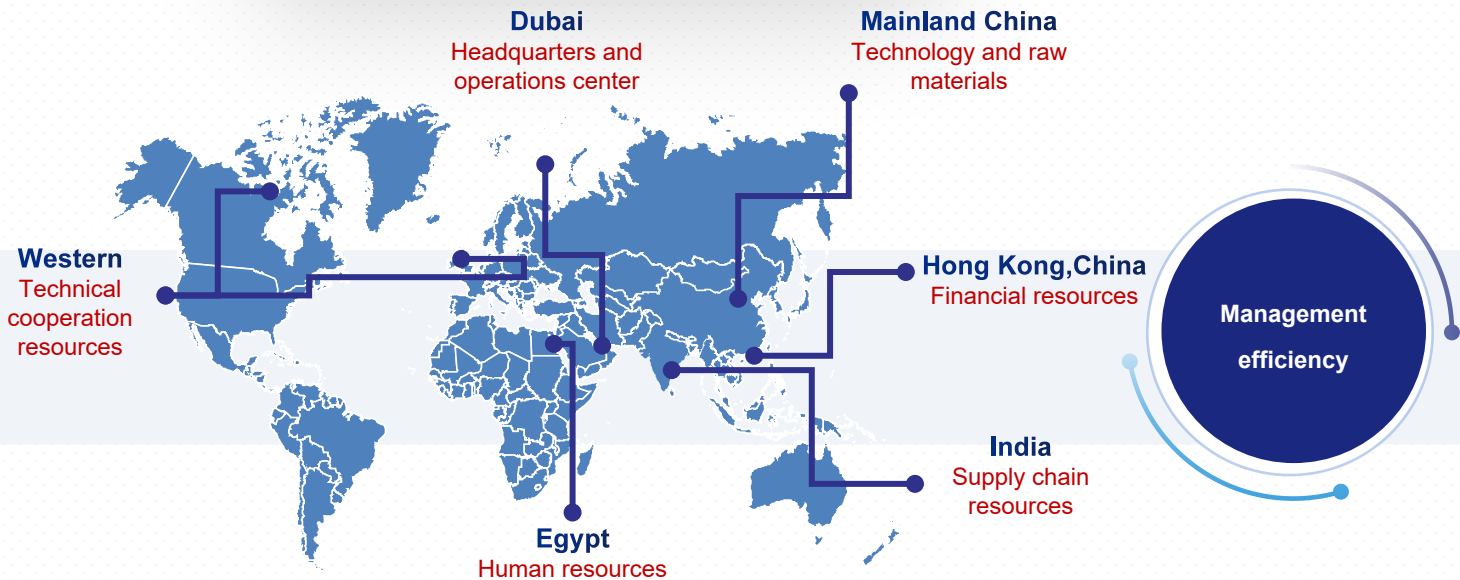 Dubai
Headquarters and
operations center
Mainland China
Technology and raw
materials
Western
Technical
cooperation
resources
Hong Kong,China
Financial resources
Management
efficiency
India
Supply chain
resources
Egypt
Human resources